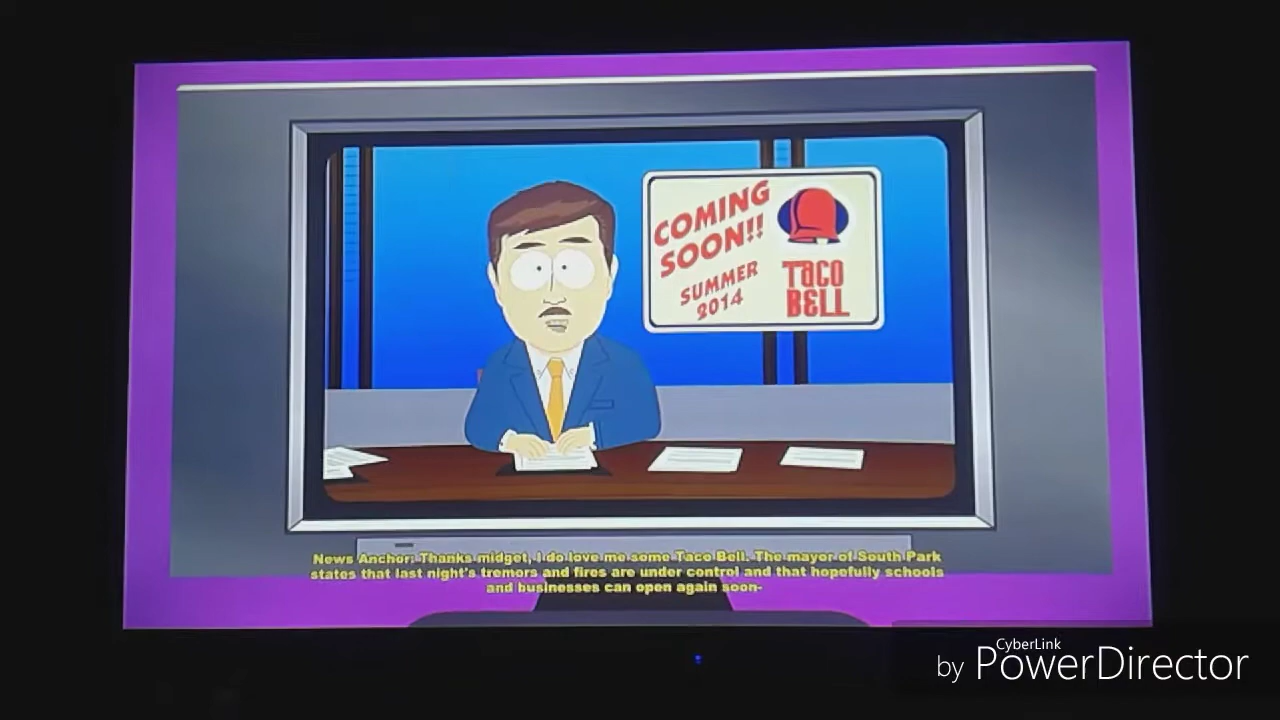 COMING
SOON!!
SUMMER
2014
TACO
BELL
News Anchor: Thanks midget, I do love me some Taco Bell. The mayor of South Park
states that last night's tremors and fires are under control and that hopefully schools
and businesses can open again soon-
CyberLink
by PowerDirector